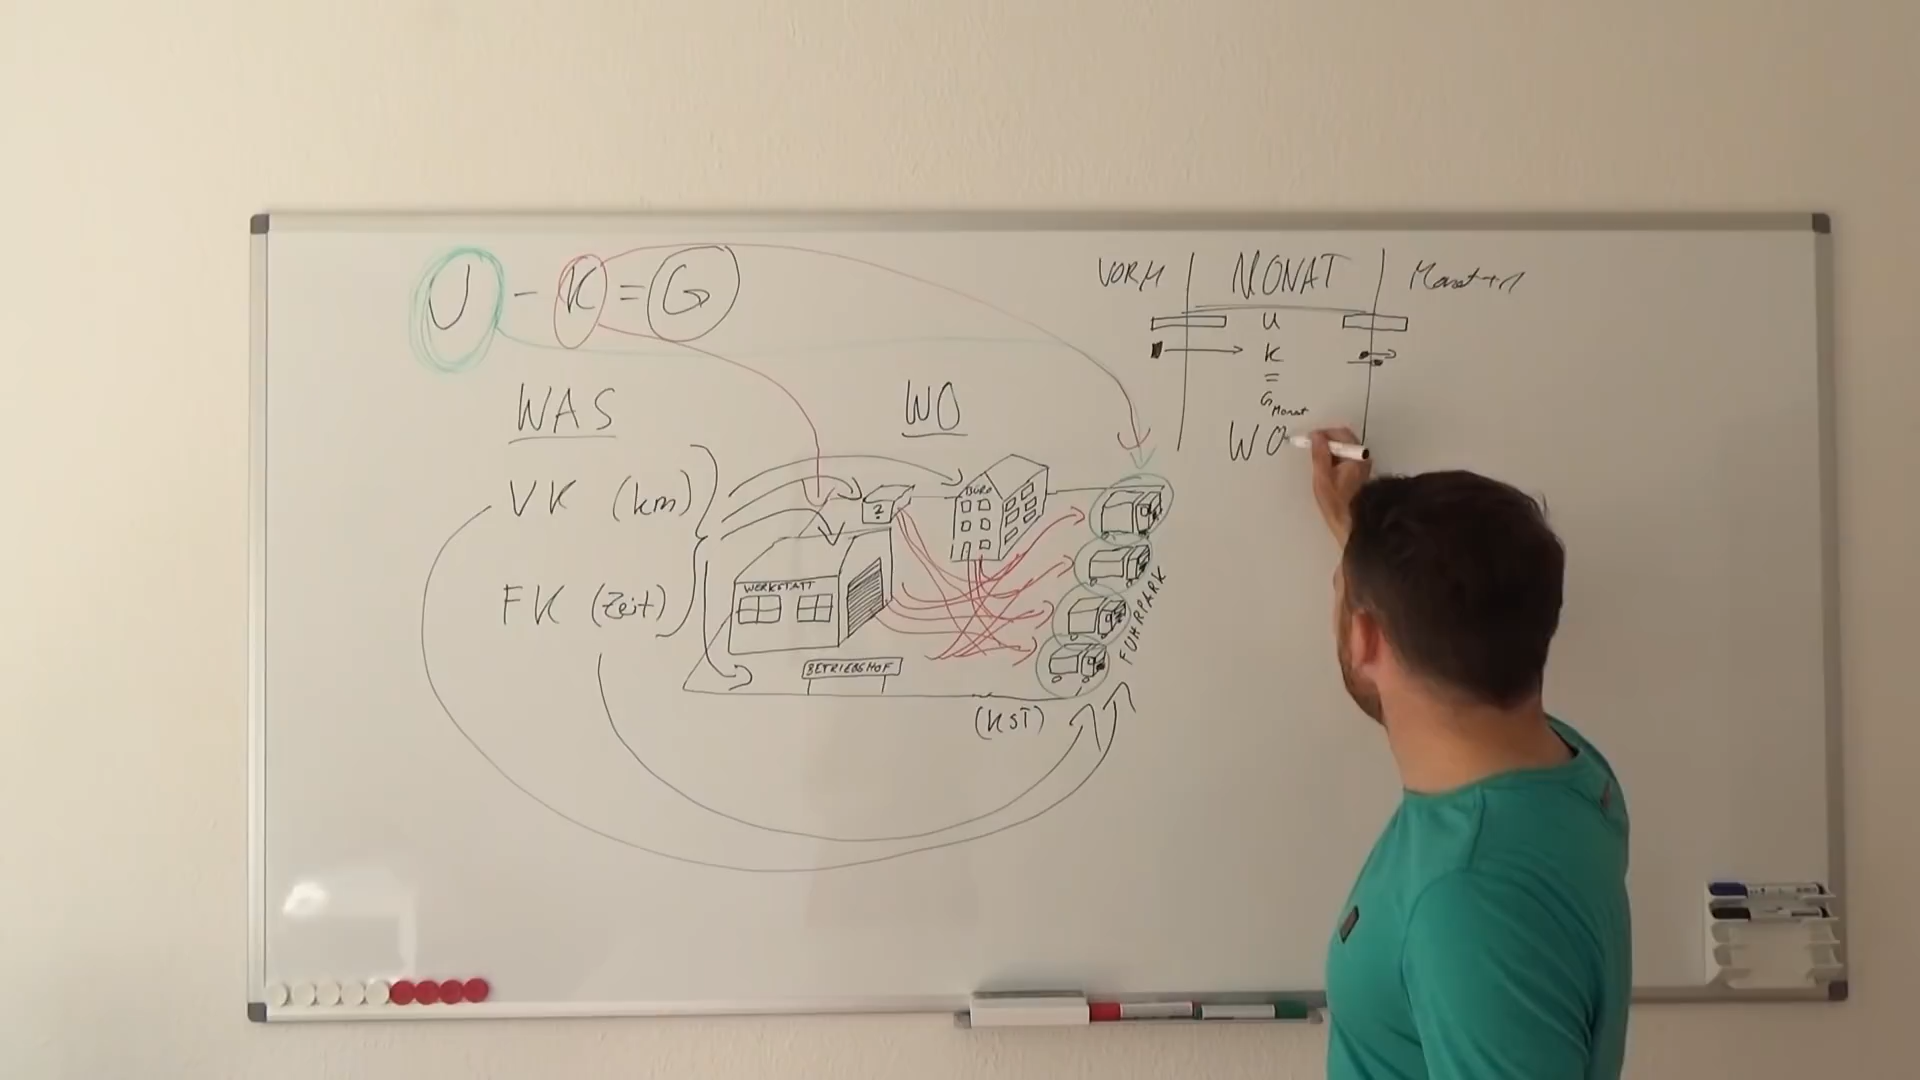 U - K = G
WAS
VK (km)
FK (Zeit)
WO
?
BÜRO
WERKSTATT
BETRIEBSHOF
FUHRPARK
(KST)
VORM MONAT Monat+1
U
K
=
G Monat
WO